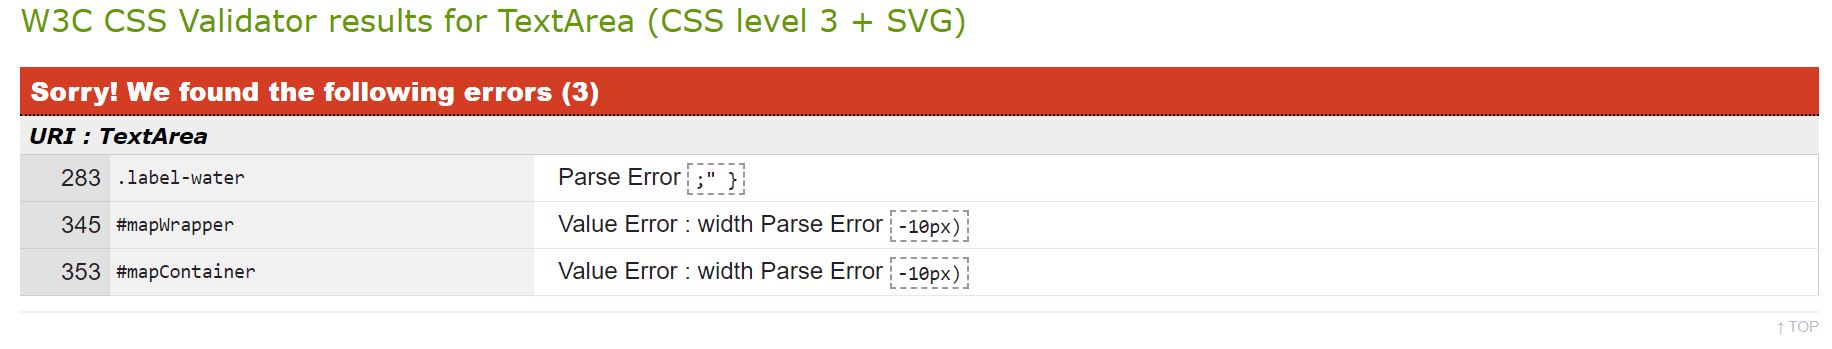 W3C CSS Validator results for TextArea (CSS level 3 + SVG)
Sorry! We found the following errors (3)
URI : TextArea
283 .label-water Parse Error ;" }
345 #mapWrapper Value Error : width Parse Error -10px)
353 #mapContainer Value Error : width Parse Error -10px)
↑ TOP